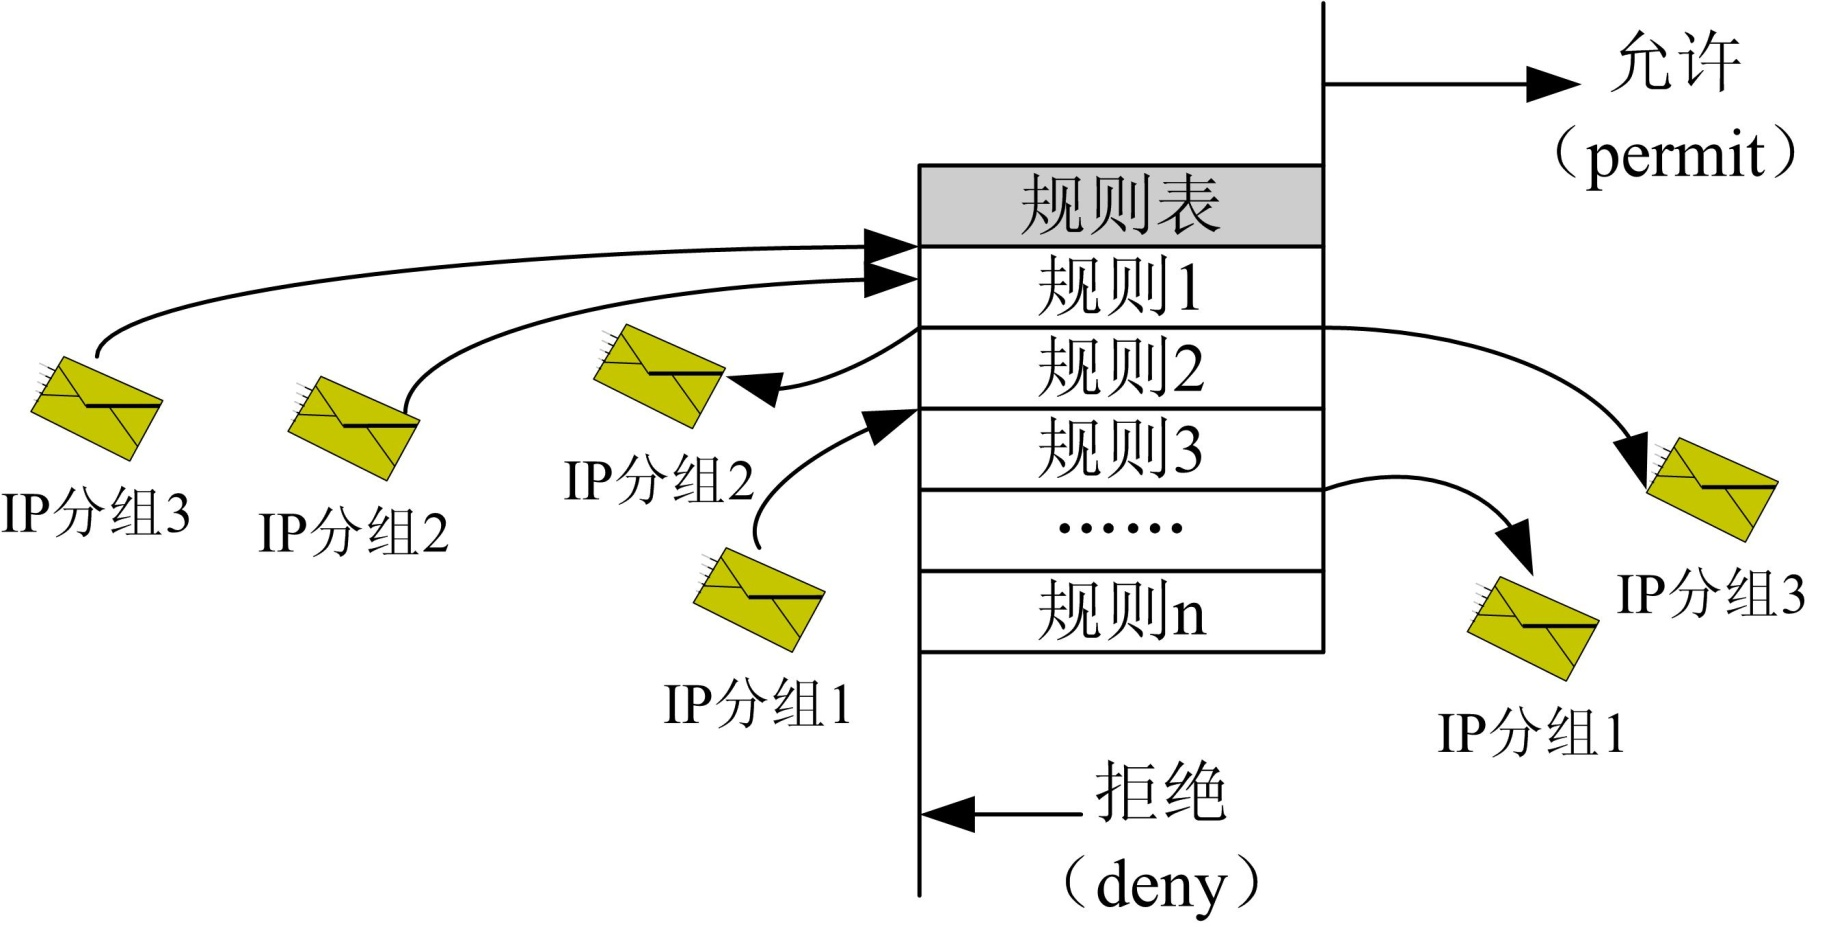 允许
（permit）
规则表
规则1
规则2
规则3
……
规则n
IP分组3
IP分组2
IP分组2
IP分组1
IP分组3
IP分组1
拒绝
（deny）